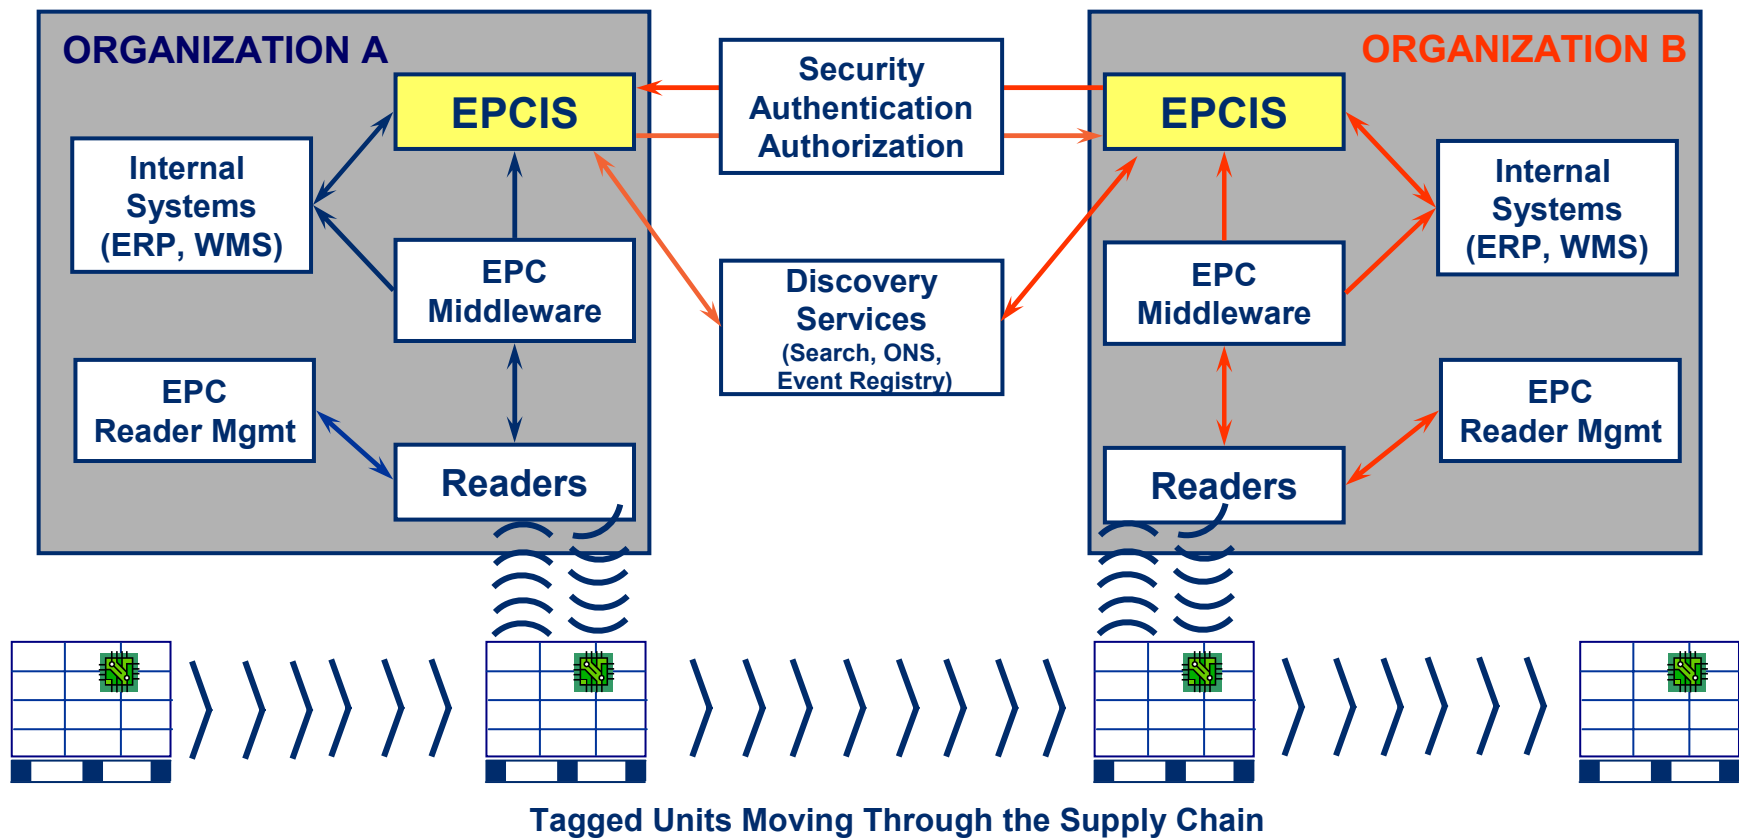 ORGANIZATION A
EPCIS
Internal
Systems
(ERP, WMS)
EPC
Middleware
EPC
Reader Mgmt
Readers
Security
Authentication
Authorization
Discovery
Services
(Search, ONS,
Event Registry)
ORGANIZATION B
EPCIS
Internal
Systems
(ERP, WMS)
EPC
Middleware
EPC
Reader Mgmt
Readers
Tagged Units Moving Through the Supply Chain